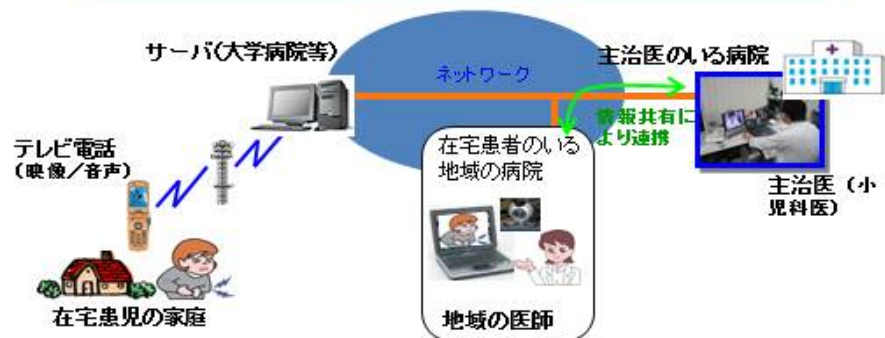 サーバ(大学病院等)
主治医のいる病院
ネットワーク
情報共有に
より連携
テレビ電話
(映像/音声)
在宅患者のいる
地域の病院
主治医(小
児科医)
在宅患児の家庭
地域の医師